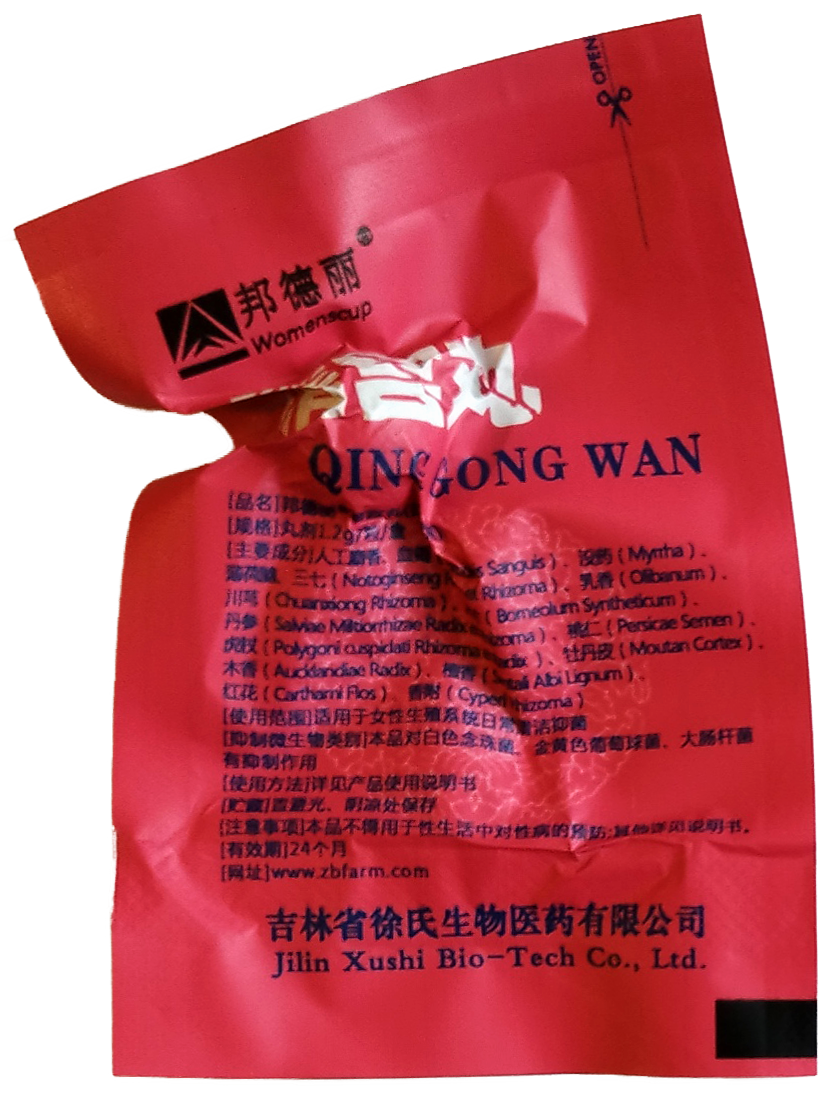 OPEN
邦德丽®
Womenscup
宫丸
QINGGONG WAN
[品名]邦德
[规格]丸剂1.2g/
[主要成分]人工麝香、血 Sanguis）、没药（Myrrha）、
薄荷 、三七（Notoginseng Rhizoma）、乳香（Olibanum）、
川芎（Chuanxiong Rhizoma） （Borneolum Syntheticum）、
丹参（Salviae Miltiorrhizae Radix 、桃仁（Persicae Semen）、
虎杖（Polygoni cuspidati Rhizoma ）、牡丹皮（Moutan Cortex）、
木香（Aucklandiae Radix）、檀香（ Albi Lignum）、
红花（Carthami Flos）、香附（Cyperi Rhizoma）
[使用范围]适用于女性生殖系统日常清洁抑菌
[抑制微生物类别]本品对白色念珠菌、金黄色葡萄球菌、大肠杆菌
有抑制作用
[使用方法]详见产品使用说明书
[贮藏]置避光、阴凉处保存
[注意事项]本品不得用于性生活中对性病的预防;其他详见说明书。
[有效期]24个月
[网址]www.zbfarm.com
吉林省徐氏生物医药有限公司
Jilin Xushi Bio-Tech Co., Ltd.